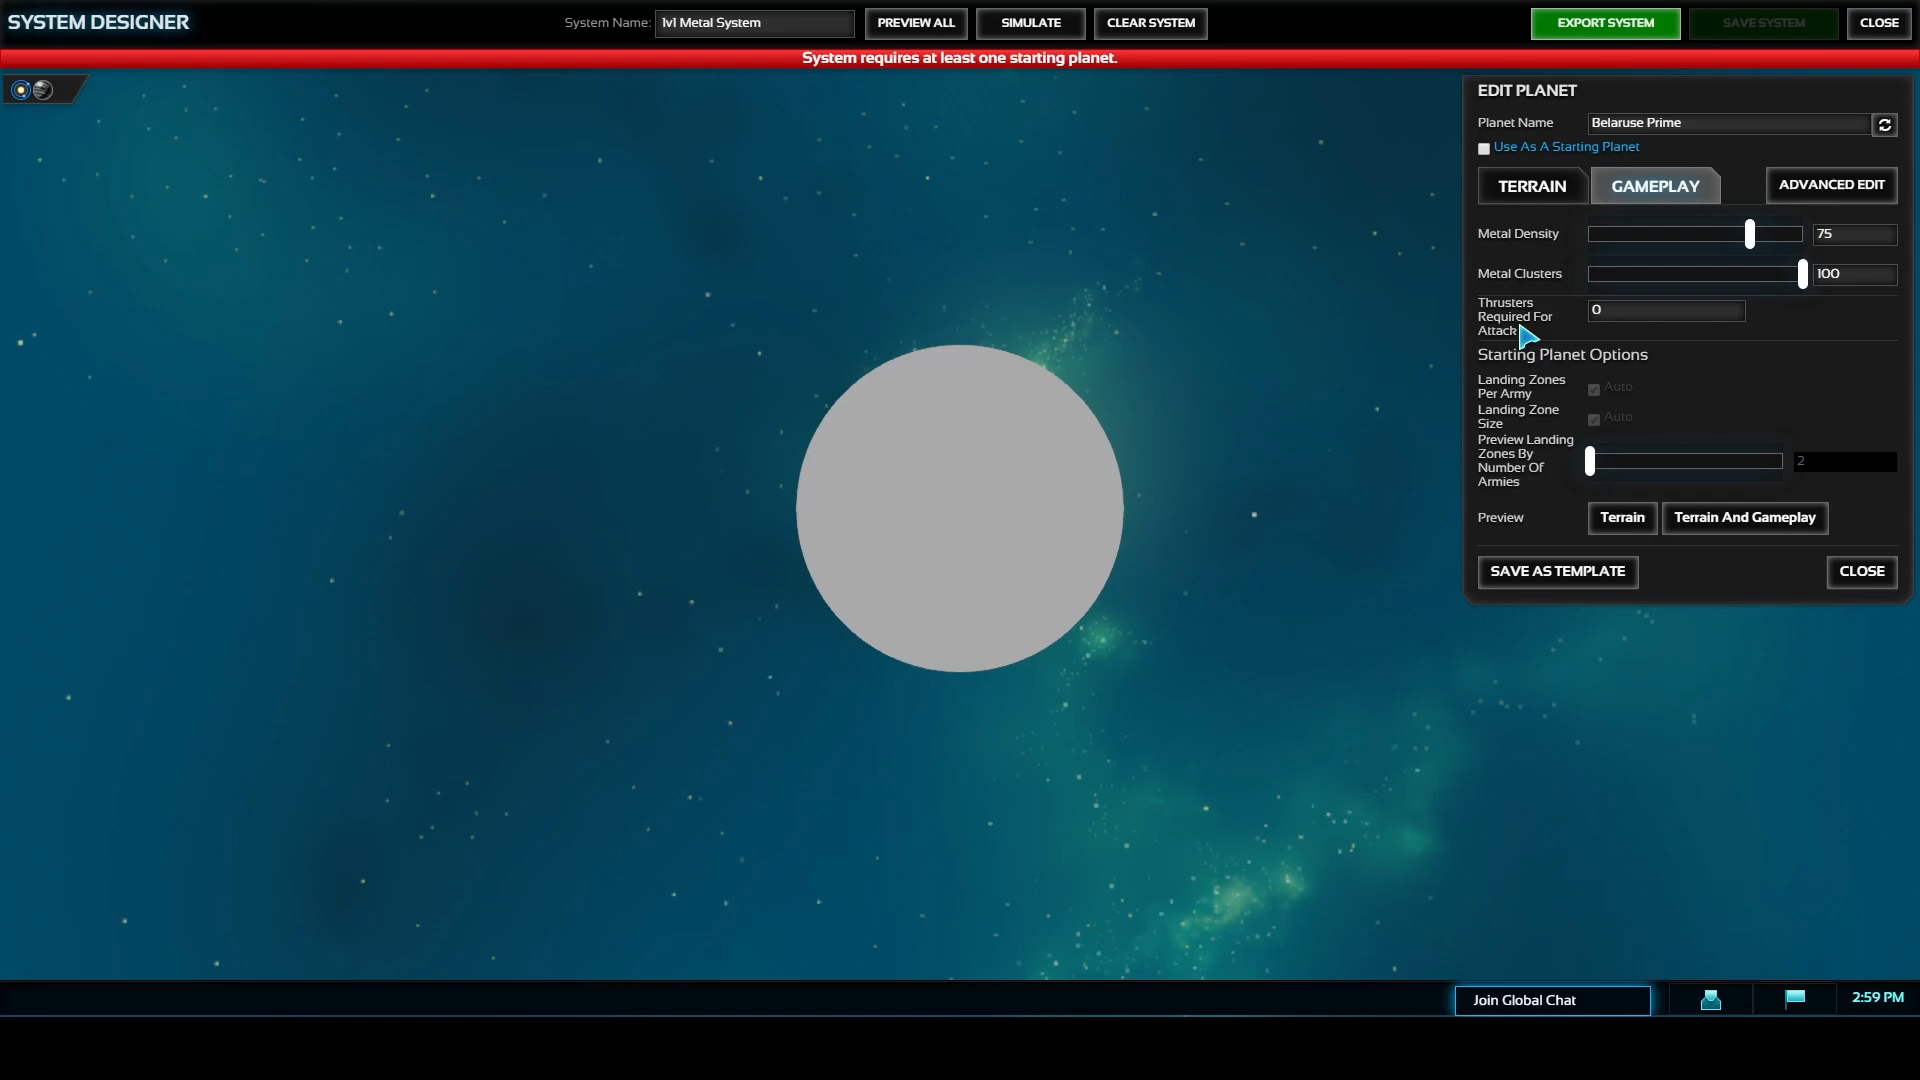 SYSTEM DESIGNER
System Name: 1v1 Metal System
PREVIEW ALL
SIMULATE
CLEAR SYSTEM
EXPORT SYSTEM
SAVE SYSTEM
CLOSE
System requires at least one starting planet.
EDIT PLANET
Planet Name Belaruse Prime
Use As A Starting Planet
TERRAIN
GAMEPLAY
ADVANCED EDIT
Metal Density 75
Metal Clusters 100
Thrusters
Required For
Attack
0
Starting Planet Options
Landing Zones
Per Army
Auto
Landing Zone
Size
Auto
Preview Landing
Zones By
Number Of
Armies
2
Preview
Terrain
Terrain And Gameplay
SAVE AS TEMPLATE
CLOSE
Join Global Chat
2:59 PM